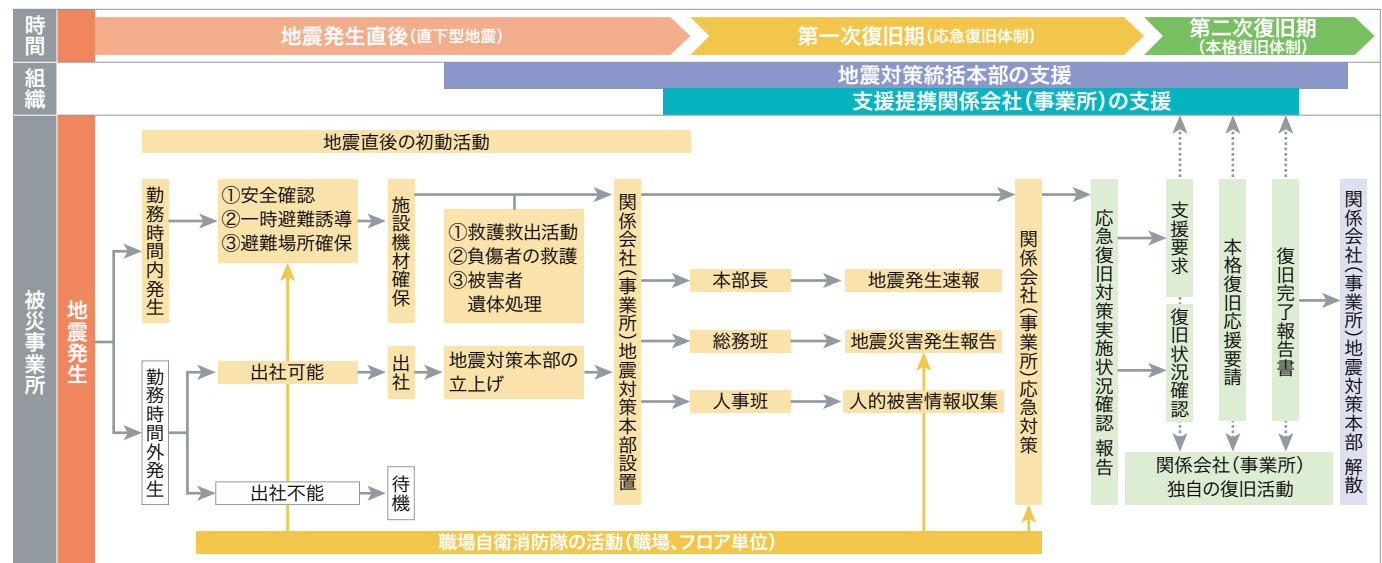 時間
地震発生直後(直下型地震)
第一次復旧期(応急復旧体制)
第二次復旧期
(本格復旧体制)
組織
地震対策統括本部の支援
支援提携関係会社(事業所)の支援
被災事業所
地震発生
地震直後の初動活動
勤務時間内発生
①安全確認
②一時避難誘導
③避難場所確保
施設機材確保
①救護救出活動
②負傷者の救護
③被害者
遺体処理
勤務時間外発生
出社可能
出社
地震対策本部の
立上げ
出社不能
待機
関係会社(事業所)地震対策本部設置
本部長
地震発生速報
総務班
地震災害発生報告
人事班
人的被害情報収集
関係会社(事業所)応急対策
応急復旧対策実施状況確認 報告
支援要求
復旧状況確認
本格復旧応援要請
復旧完了報告書
関係会社(事業所)
独自の復旧活動
関係会社(事業所)地震対策本部 解散
職場自衛消防隊の活動(職場、フロア単位)